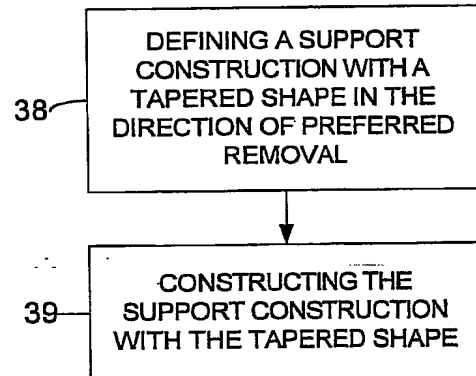 DEFINING A SUPPORT
CONSTRUCTION WITH A
TAPERED SHAPE IN THE
38
DIRECTION OF PREFERRED
REMOVAL
CONSTRUCTING THE
39
SUPPORT CONSTRUCTION
WITH THE TAPERED SHAPE